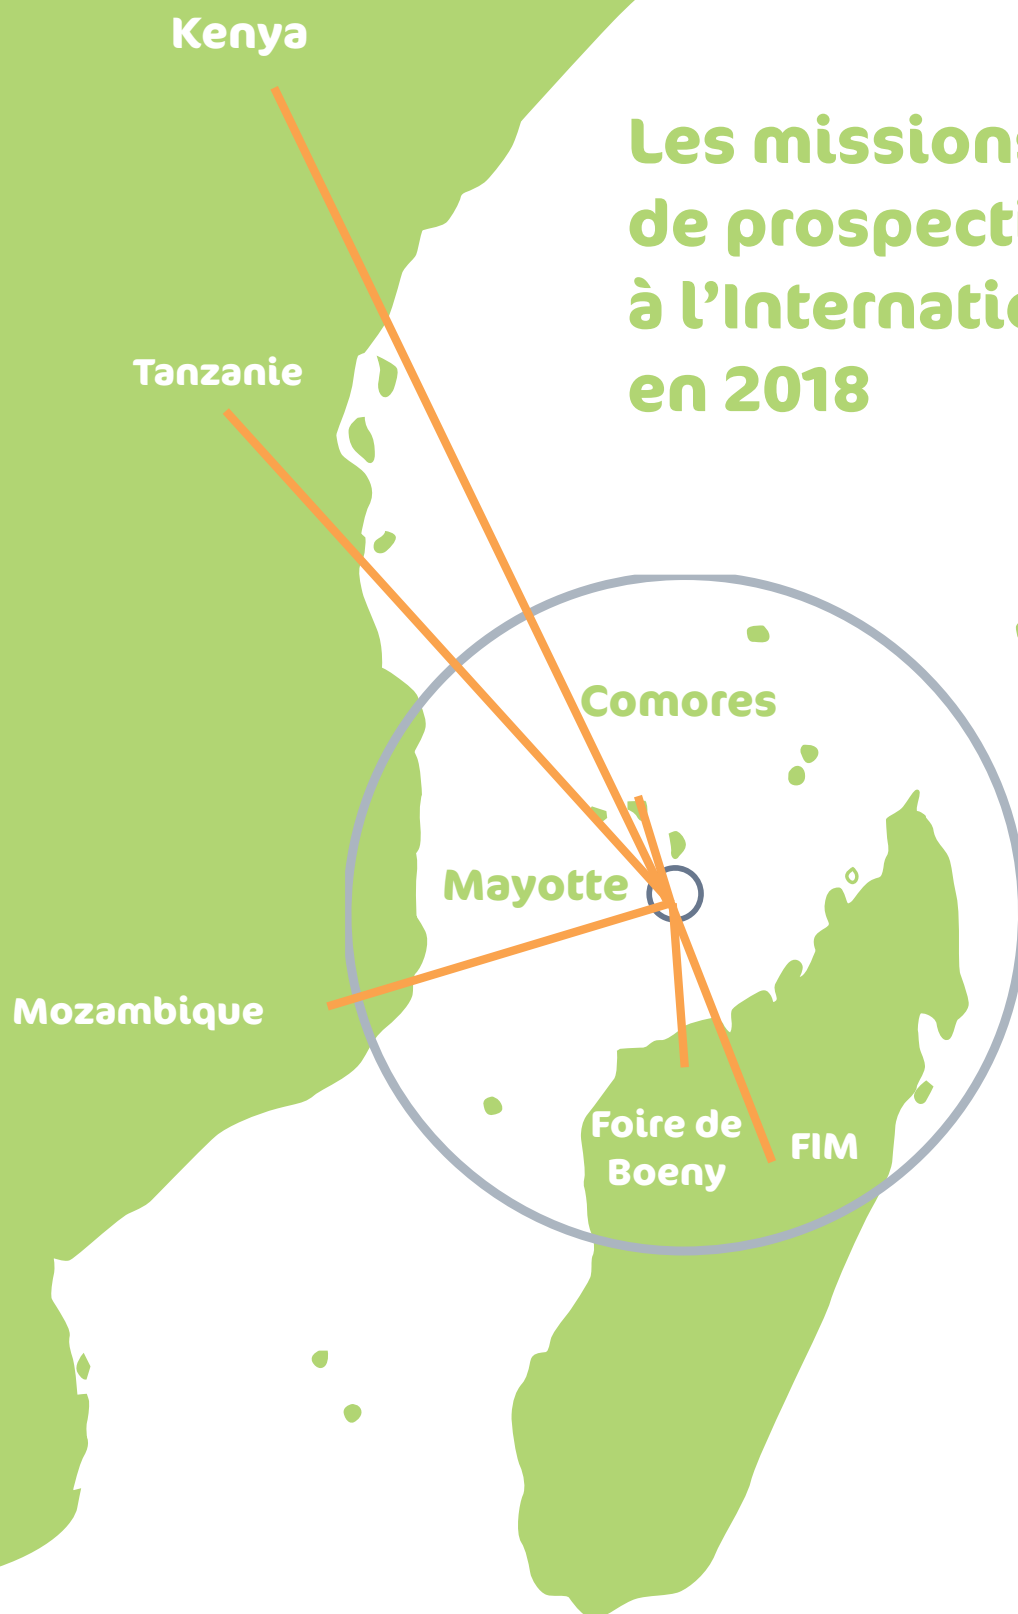 Kenya
Les missions
de prospecti
à l'Internatio
en 2018
Tanzanie
Comores
Mayotte
Mozambique
Foire de
Boeny
FIM